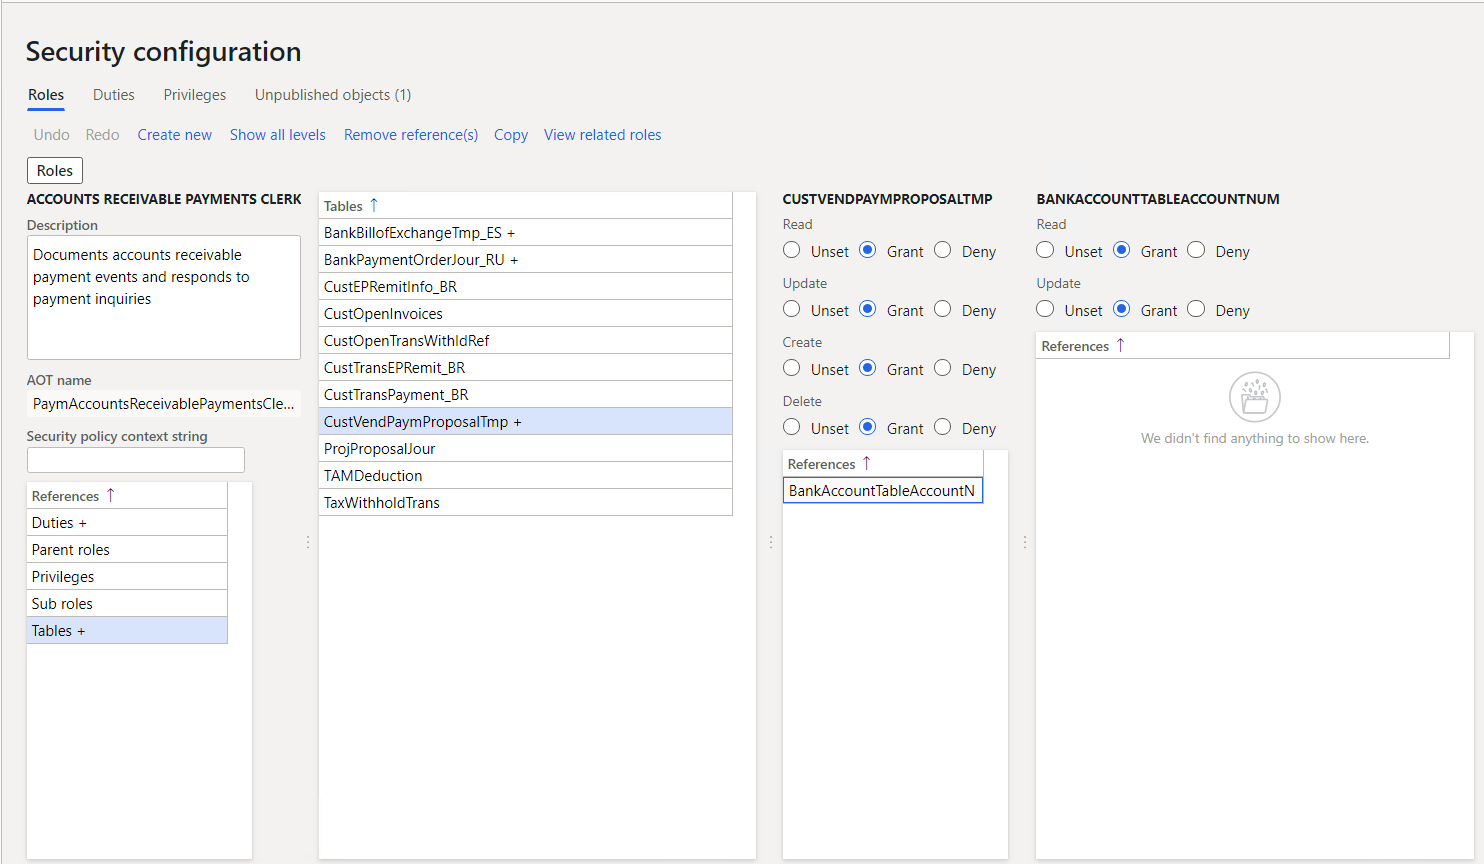 Security configuration
Roles Duties Privileges Unpublished objects (1)
Undo Redo Create new Show all levels Remove reference(s) Copy View related roles
Roles
ACCOUNTS RECEIVABLE PAYMENTS CLERK
Description
Documents accounts receivable
payment events and responds to
payment inquiries
AOT name
PaymAccountsReceivablePaymentsCle...
Security policy context string
References ↑
Duties +
Parent roles
Privileges
Sub roles
Tables +
Tables ↑
BankBillofExchangeTmp_ES +
BankPaymentOrderJour_RU +
CustEPRemitInfo_BR
CustOpenInvoices
CustOpenTransWithIdRef
CustTransEPRemit_BR
CustTransPayment_BR
CustVendPaymProposalTmp +
ProjProposalJour
TAMDeduction
TaxWithholdTrans
CUSTVENDPAYMPROPOSALTMP
Read
Unset Grant Deny
Update
Unset Grant Deny
Create
Unset Grant Deny
Delete
Unset Grant Deny
References ↑
BankAccountTableAccountN
BANKACCOUNTTABLEACCOUNTNUM
Read
Unset Grant Deny
Update
Unset Grant Deny
References ↑
We didn't find anything to show here.